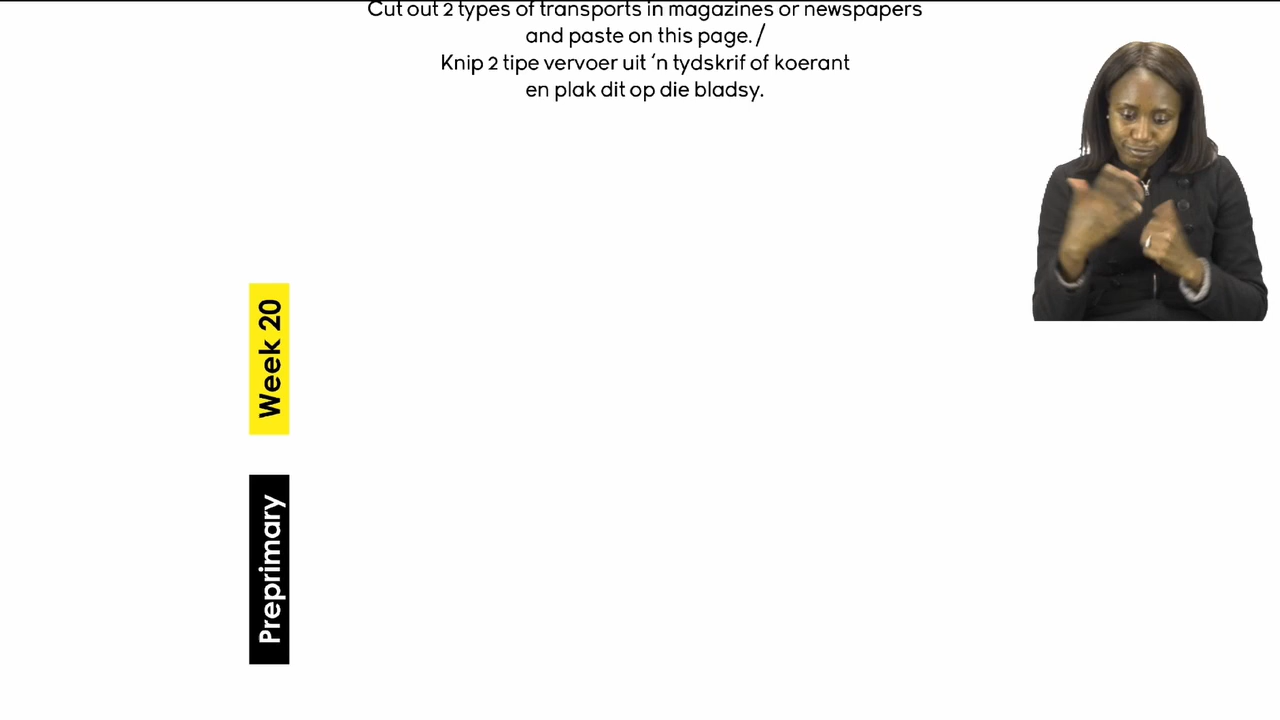 Cut out 2 types of transports in magazines or newspapers
and paste on this page./
Knip 2 tipe vervoer uit 'n tydskrif of koerant
en plak dit op die bladsy.
Week 20
Preprimary